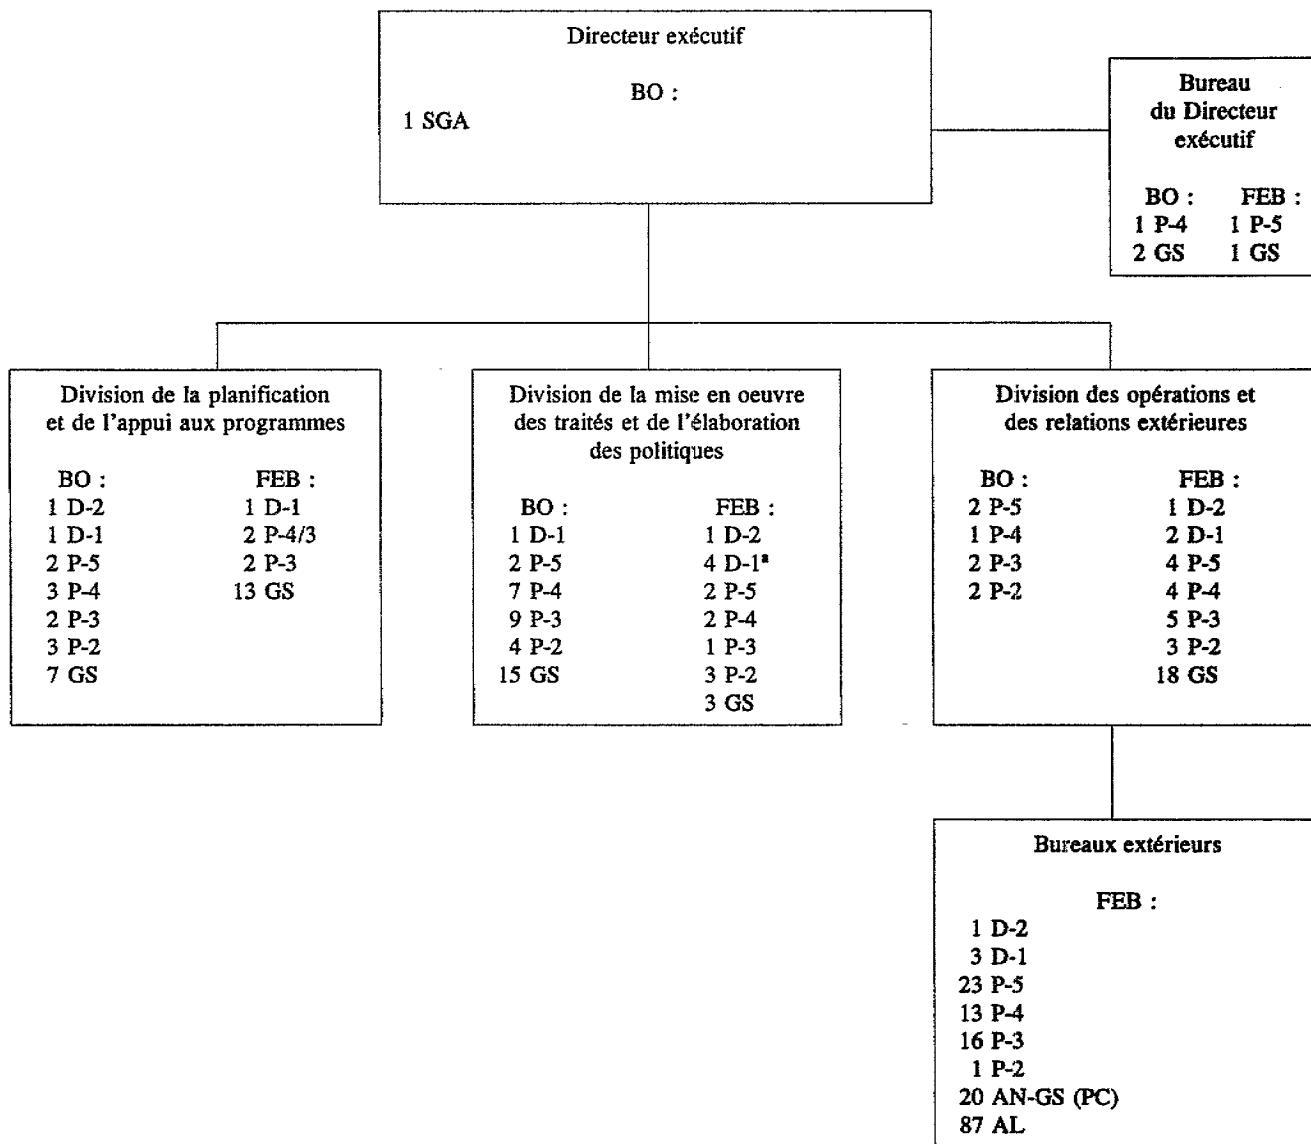 Directeur exécutif
BO :
1 SGA
Bureau
du Directeur
exécutif
BO : FEB :
1 P-4 1 P-5
2 GS 1 GS
Division de la planification
et de l'appui aux programmes
BO : FEB :
1 D-2 1 D-1
1 D-1 2 P-4/3
2 P-5 2 P-3
3 P-4 13 GS
2 P-3
3 P-2
7 GS
Division de la mise en oeuvre
des traités et de l'élaboration
des politiques
BO : FEB :
1 D-1 1 D-2
2 P-5 4 D-1ª
7 P-4 2 P-5
9 P-3 2 P-4
4 P-2 1 P-3
15 GS 3 P-2
3 GS
Division des opérations et
des relations extérieures
BO : FEB :
2 P-5 1 D-2
1 P-4 2 D-1
2 P-3 4 P-5
2 P-2 4 P-4
5 P-3
3 P-2
18 GS
Bureaux extérieurs
FEB :
1 D-2
3 D-1
23 P-5
13 P-4
16 P-3
1 P-2
20 AN-GS (PC)
87 AL